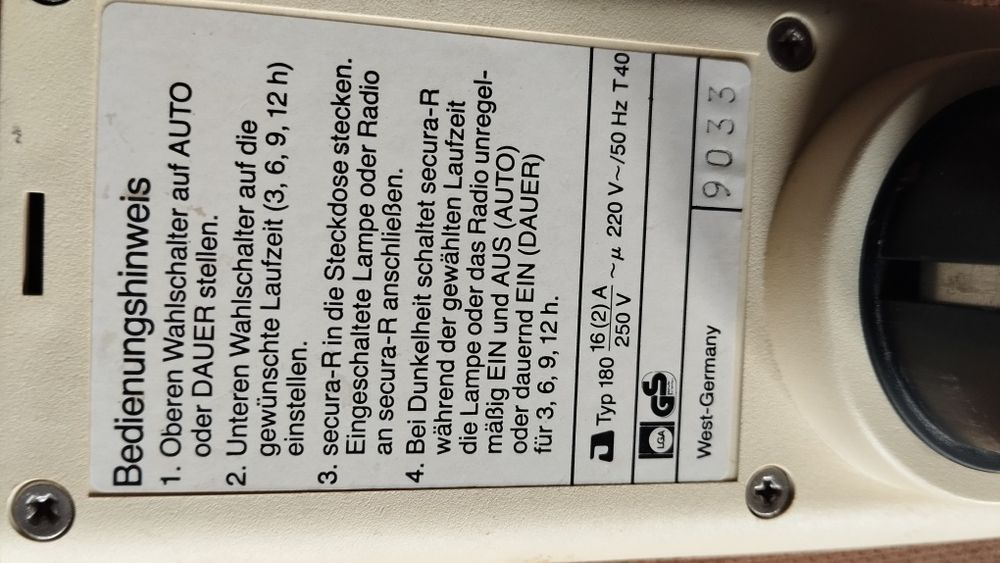 Bedienungshinweis
1. Oberen Wahlschalter auf AUTO
oder DAUER stellen.
2. Unteren Wahlschalter auf die
gewünschte Laufzeit (3, 6, 9, 12 h)
einstellen.
3. secura-R in die Steckdose stecken.
Eingeschaltete Lampe oder Radio
an secura-R anschließen.
4. Bei Dunkelheit schaltet secura-R
während der gewählten Laufzeit
die Lampe oder das Radio unregel-
mäßig EIN und AUS (AUTO)
oder dauernd EIN (DAUER)
für 3, 6, 9, 12 h.
Typ 180 16(2)A/250 V ~µ 220 V~/50 Hz T 40
LGA GS
West-Germany 9033